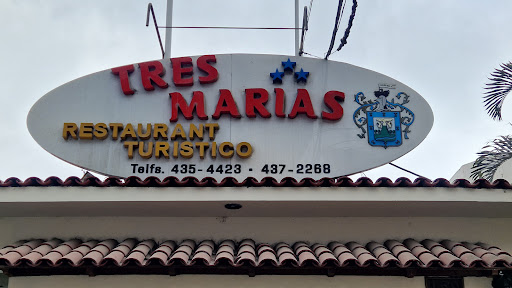 TRES
MARIAS
RESTAURANT
TURISTICO
Telfs. 435-4423 - 437-2268